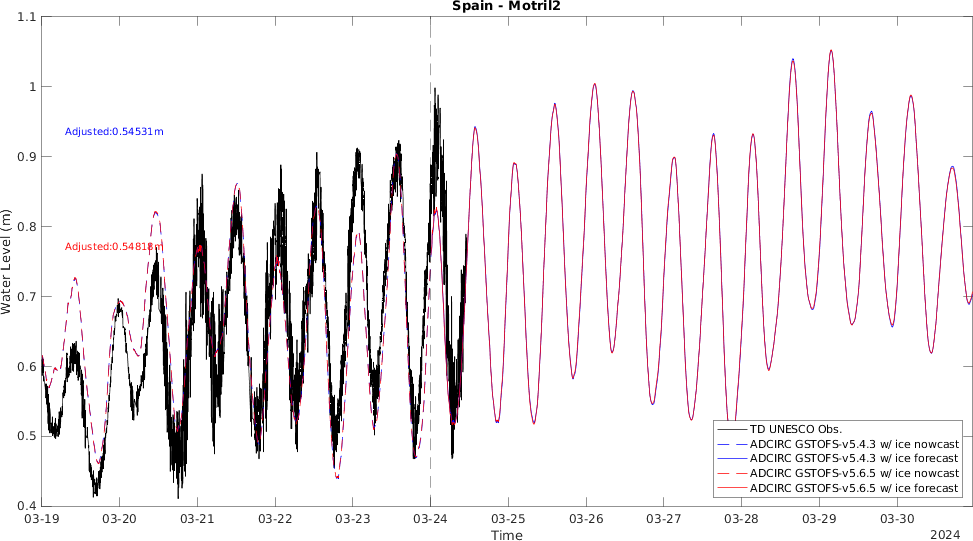 Spain - Motril2
1.1
1
0.9
0.8
0.7
0.6
0.5
0.4
Water Level (m)
Adjusted:0.54531m
Adjusted:0.54818m
TD UNESCO Obs.
ADCIRC GSTOFS-v5.4.3 w/ ice nowcast
ADCIRC GSTOFS-v5.4.3 w/ ice forecast
ADCIRC GSTOFS-v5.6.5 w/ ice nowcast
ADCIRC GSTOFS-v5.6.5 w/ ice forecast
03-19 03-20 03-21 03-22 03-23 03-24 03-25 03-26 03-27 03-28 03-29 03-30
Time
2024